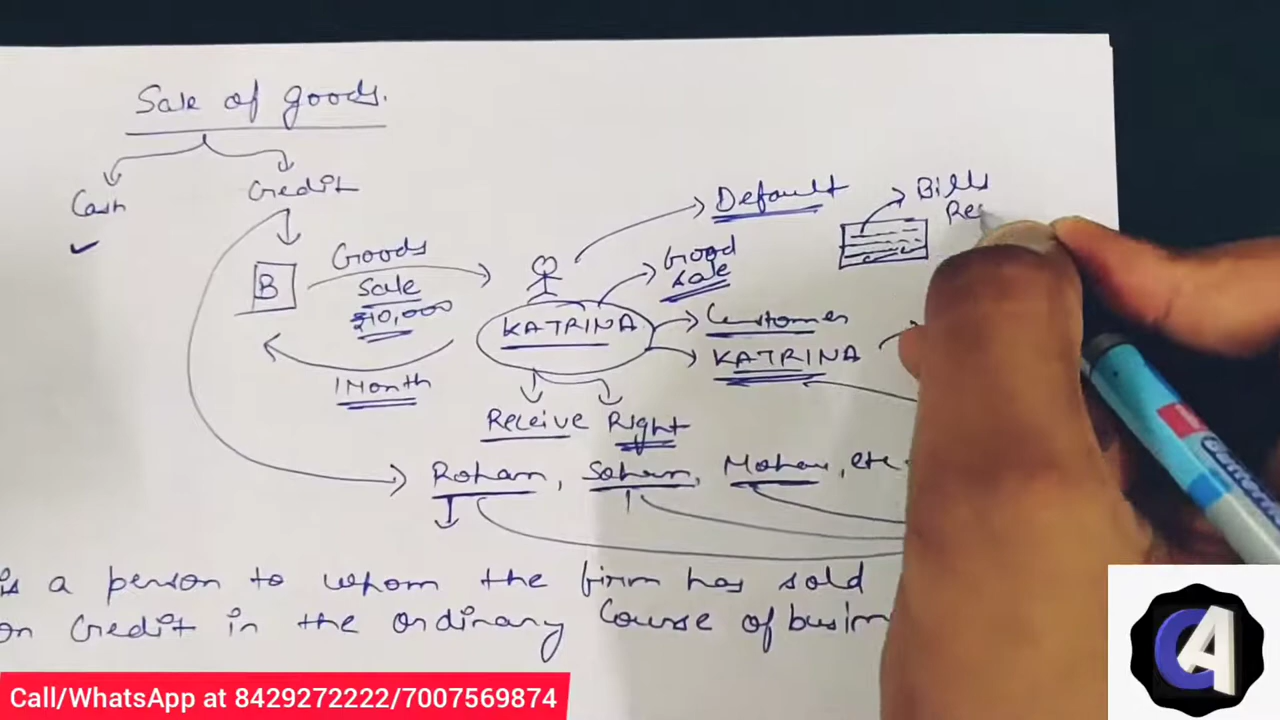 Sale of goods.
Cash
Credit
Default
Bills
Re
B
Goods
Sale
₹10,000
1 Month
Good
Sale
KATRINA
Customer
KATRINA
Receive Right
Rohan, Sohan, Mohan, etc
is a person to whom the firm has sold
on Credit in the ordinary Course of busin
Call/WhatsApp at 8429272222/7007569874
CA